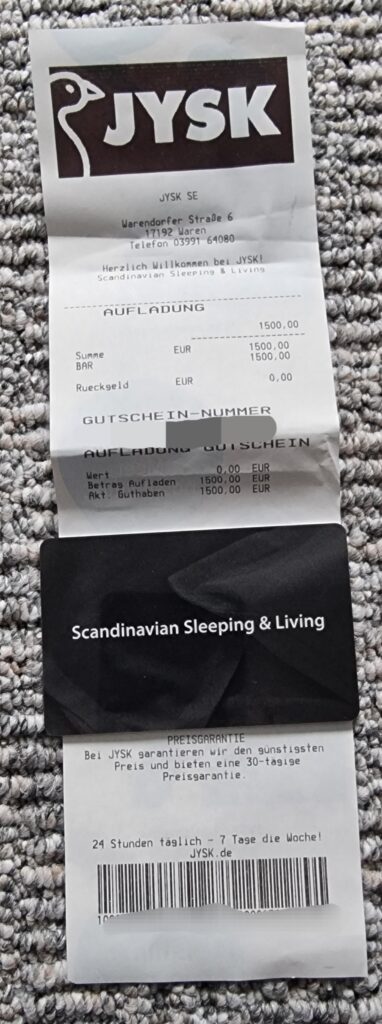 JYSK
JYSK SE
Warendorfer Straße 6
17192 Waren
Telefon 03991 64080
Herzlich Willkommen bei JYSK!
Scandinavian Sleeping & Living
AUFLADUNG
1500,00
Summe EUR 1500,00
BAR 1500,00
Rueckgeld EUR 0,00
GUTSCHEIN-NUMMER
AUFLADUNG GUTSCHEIN
Wert 0,00 EUR
Betrag Aufladen 1500,00 EUR
Akt. Guthaben 1500,00 EUR
Scandinavian Sleeping & Living
PREISGARANTIE
Bei JYSK garantieren wir den günstigsten
Preis und bieten eine 30-tägige
Preisgarantie.
24 Stunden täglich - 7 Tage die Woche!
JYSK.de